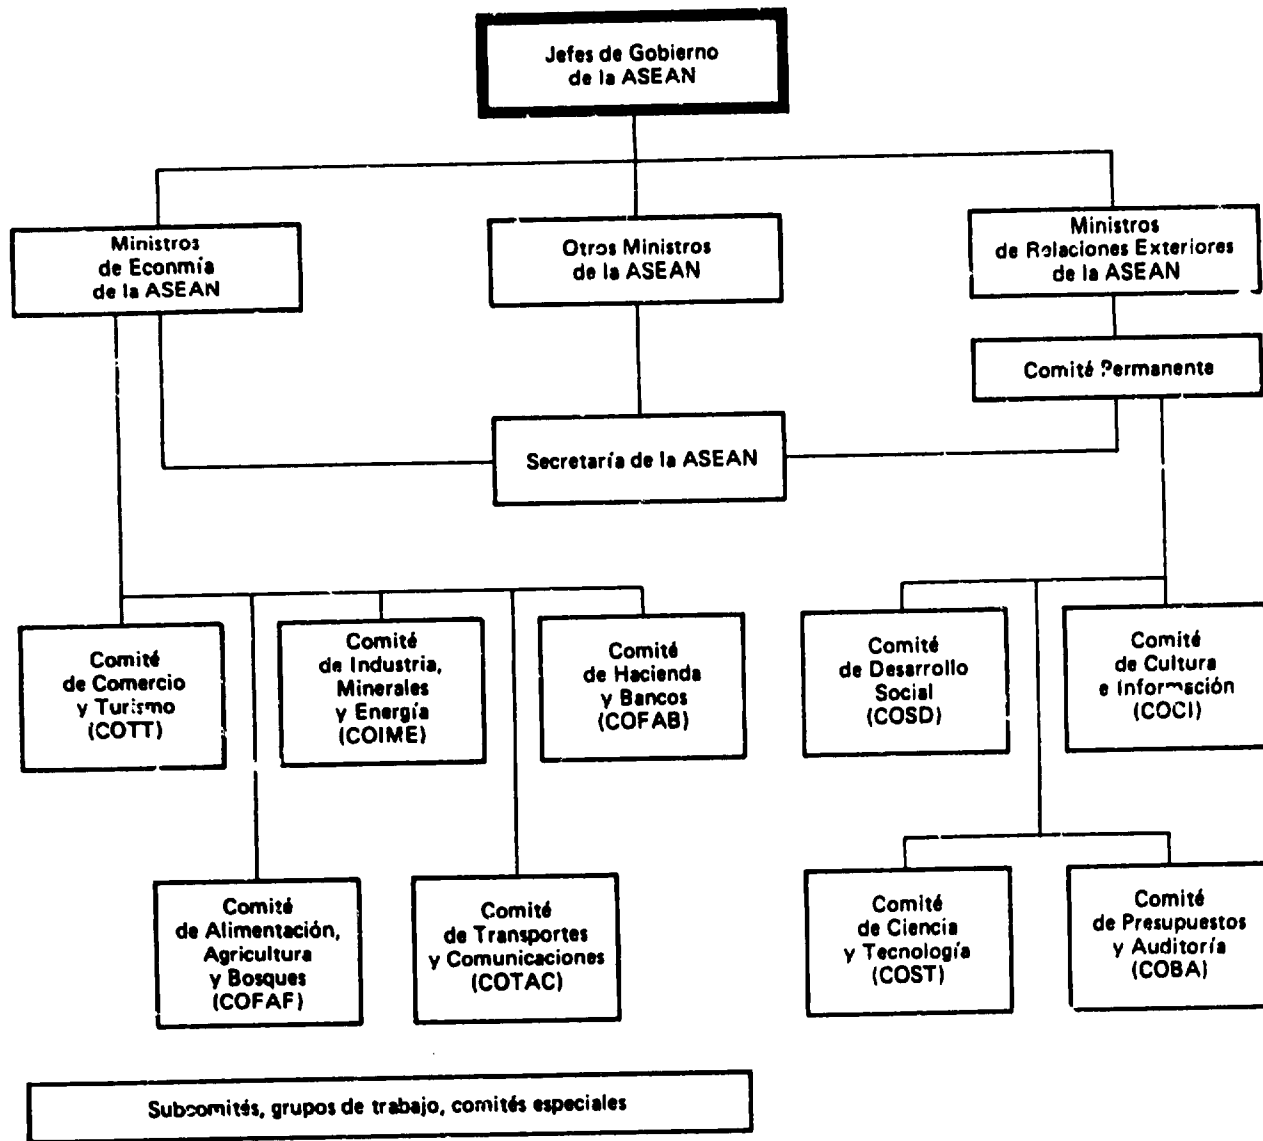 Jefes de Gobierno
de la ASEAN
Ministros
de Econmía
de la ASEAN
Otros Ministros
de la ASEAN
Ministros
de Relaciones Exteriores
de la ASEAN
Comité Permanente
Secretaría de la ASEAN
Comité
de Comercio
y Turismo
(COTT)
Comité
de Industria,
Minerales
y Energía
(COIME)
Comité
de Hacienda
y Bancos
(COFAB)
Comité
de Desarrollo
Social
(COSD)
Comité
de Cultura
e Información
(COCI)
Comité
de Alimentación,
Agricultura
y Bosques
(COFAF)
Comité
de Transportes
y Comunicaciones
(COTAC)
Comité
de Ciencia
y Tecnología
(COST)
Comité
de Presupuestos
y Auditoría
(COBA)
Subcomités, grupos de trabajo, comités especiales